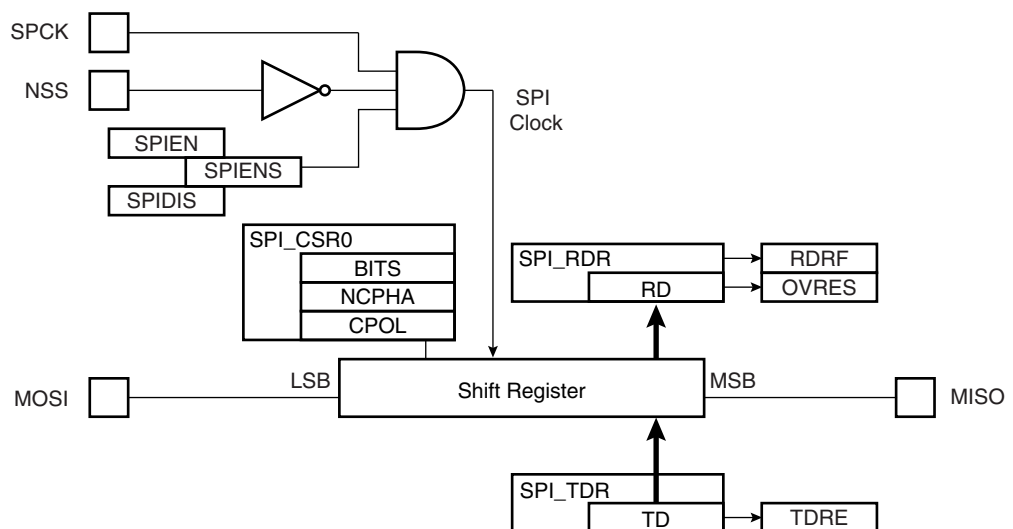 SPCK
NSS
SPI
Clock
SPIEN
SPIENS
SPIDIS
SPI_CSR0
BITS
NCPHA
CPOL
SPI_RDR
RD
RDRF
OVRES
MOSI
LSB
Shift Register
MSB
MISO
SPI_TDR
TD
TDRE